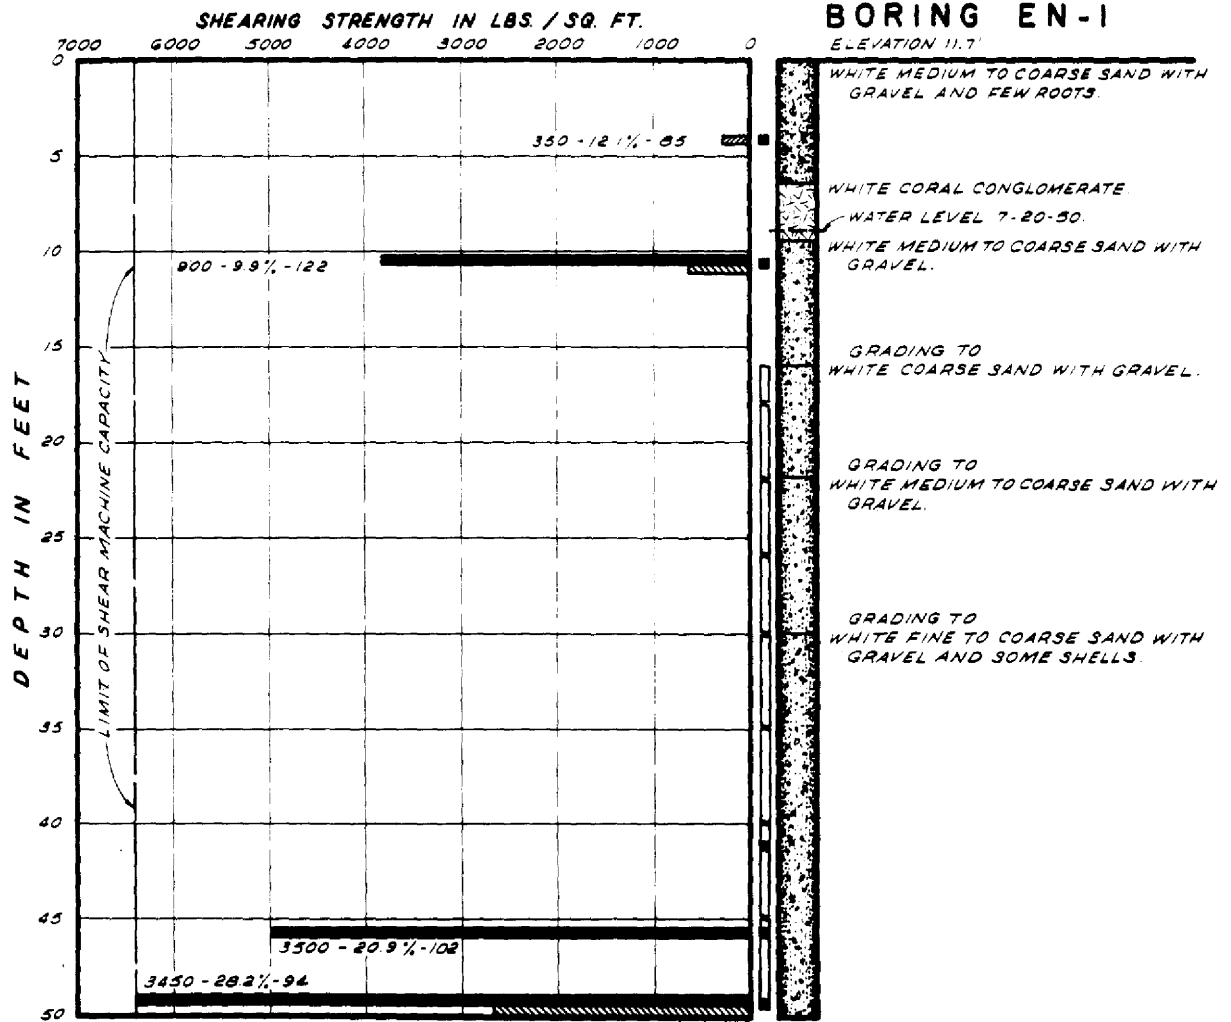 SHEARING STRENGTH IN LBS. / SQ. FT.
BORING EN-1
7000 6000 5000 4000 3000 2000 1000 0
ELEVATION 11.7'
0
WHITE MEDIUM TO COARSE SAND WITH
GRAVEL AND FEW ROOTS.
350 - 12.1% - 85
5
WHITE CORAL CONGLOMERATE.
WATER LEVEL 7-20-50.
10
WHITE MEDIUM TO COARSE SAND WITH
GRAVEL.
900 - 9.9% - 122
15
GRADING TO
WHITE COARSE SAND WITH GRAVEL.
20
GRADING TO
WHITE MEDIUM TO COARSE SAND WITH
GRAVEL.
25
30
GRADING TO
WHITE FINE TO COARSE SAND WITH
GRAVEL AND SOME SHELLS.
35
40
45
3500 - 20.9% - 102
3450 - 28.2% - 94
50
DEPTH IN FEET
LIMIT OF SHEAR MACHINE CAPACITY